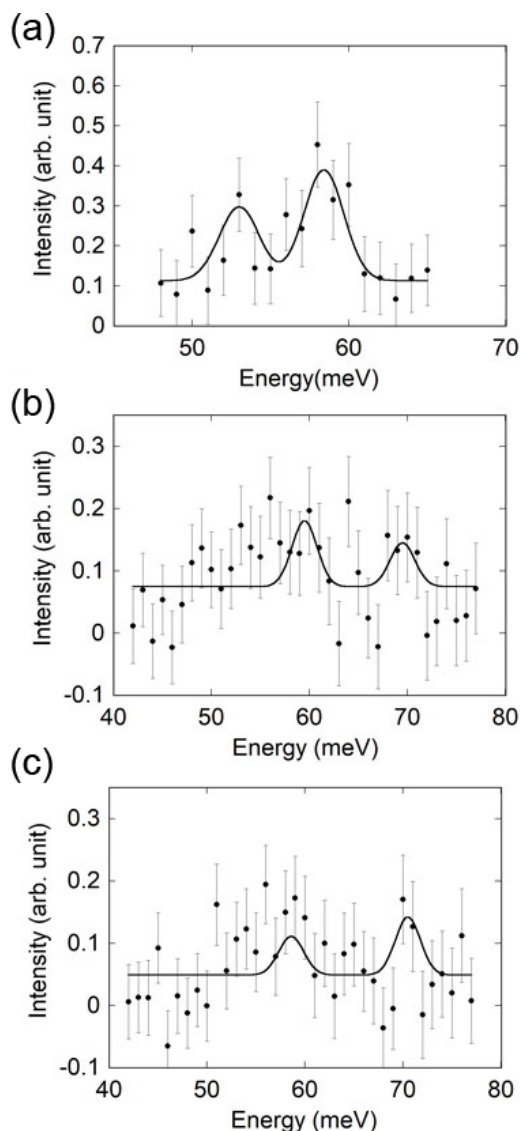 (a)
0.7
0.6
0.5
0.4
0.3
0.2
0.1
0
Intensity (arb. unit)
50 60 70
Energy(meV)
(b)
0.3
0.2
0.1
0
-0.1
Intensity (arb. unit)
40 50 60 70 80
Energy (meV)
(c)
0.3
0.2
0.1
0
-0.1
Intensity (arb. unit)
40 50 60 70 80
Energy (meV)